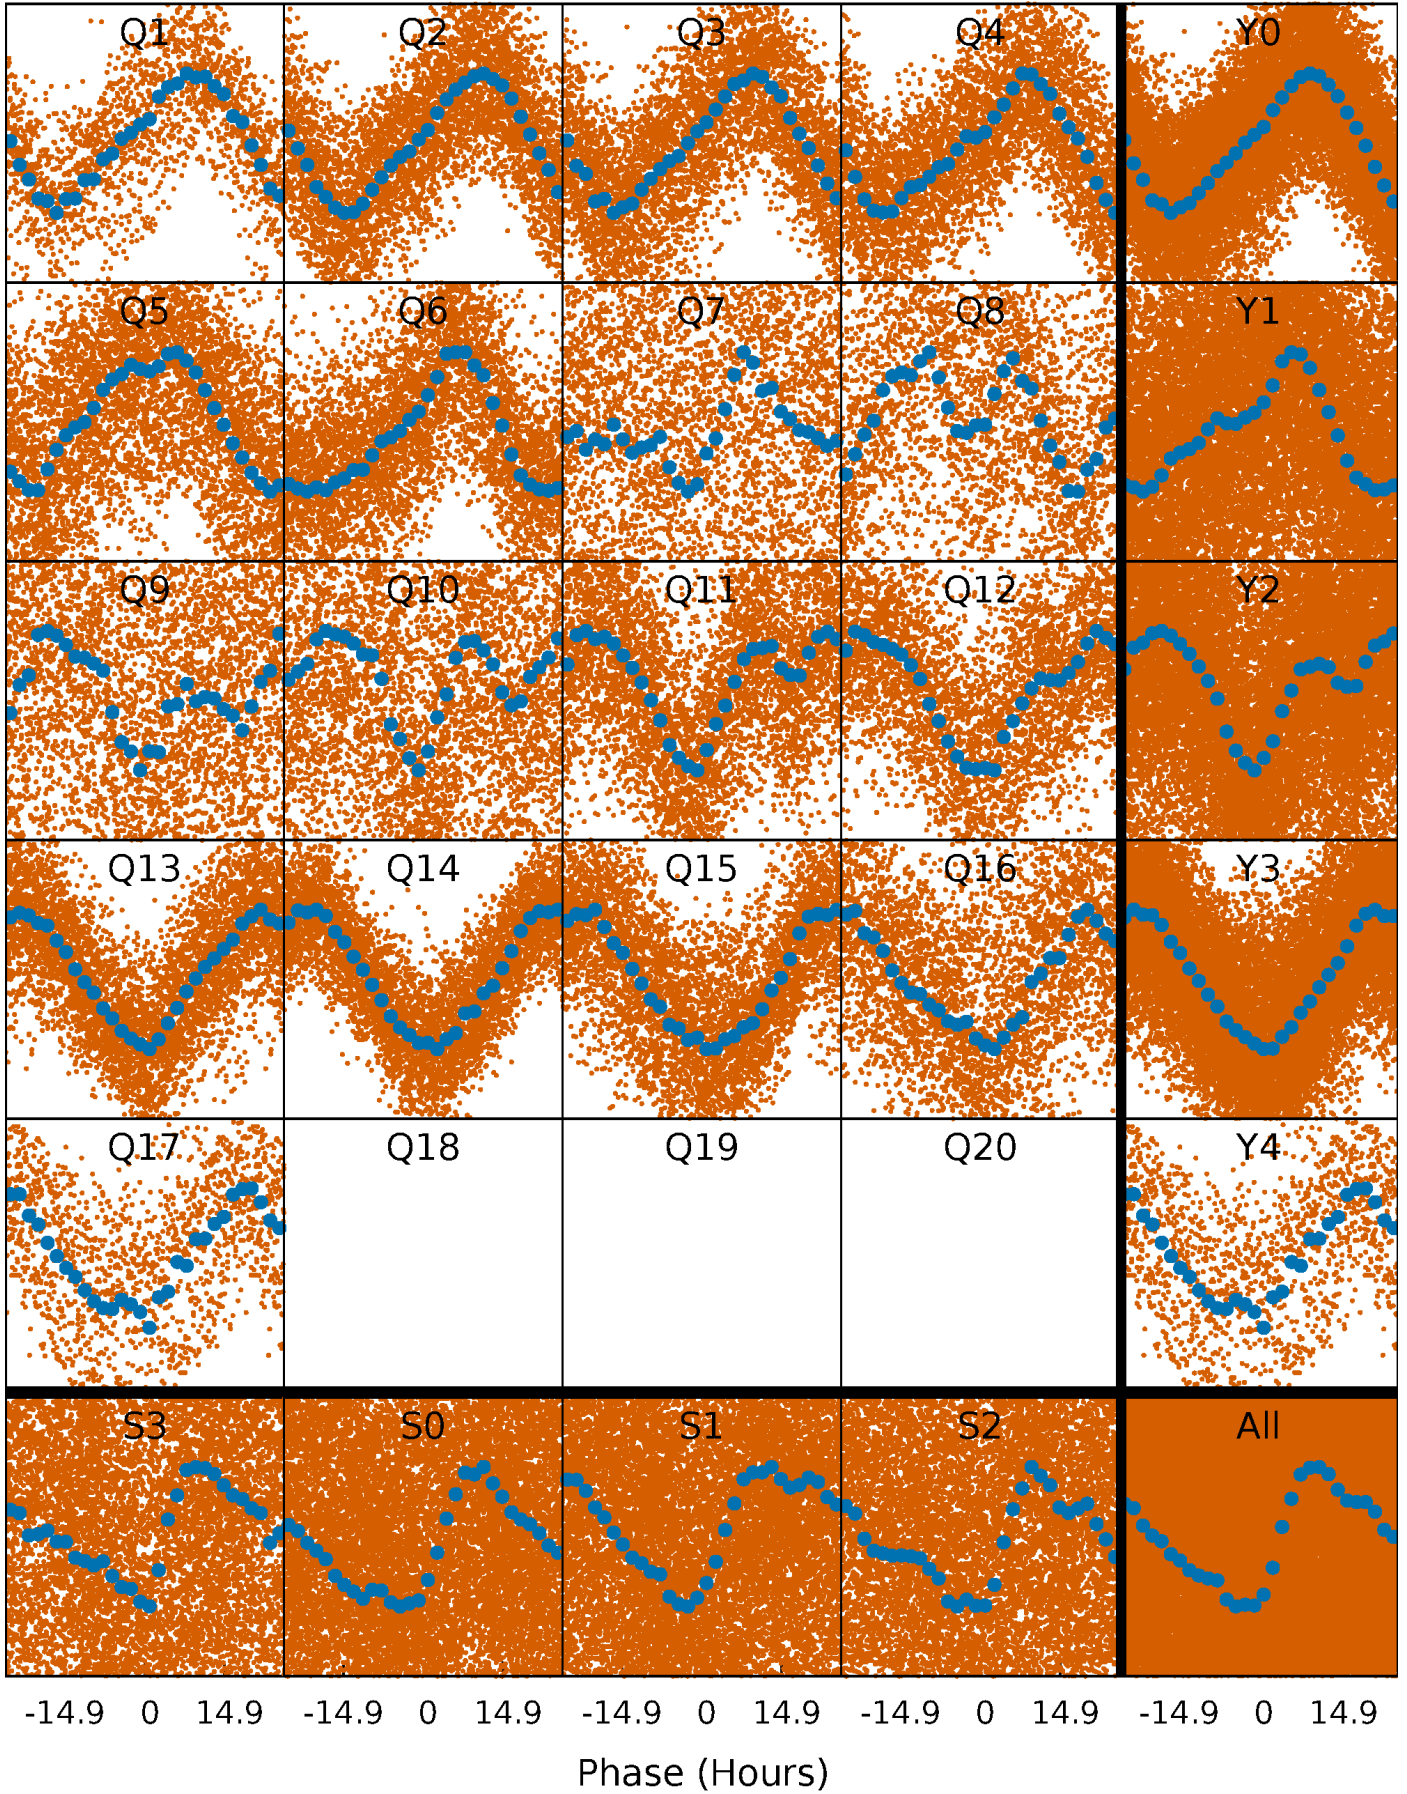 Q1 Q2 Q3 Q4 Y0
Q5 Q6 Q7 Q8 Y1
Q9 Q10 Q11 Q12 Y2
Q13 Q14 Q15 Q16 Y3
Q17 Q18 Q19 Q20 Y4
S3 S0 S1 S2 All
-14.9 0 14.9 -14.9 0 14.9 -14.9 0 14.9 -14.9 0 14.9 -14.9 0 14.9
Phase (Hours)